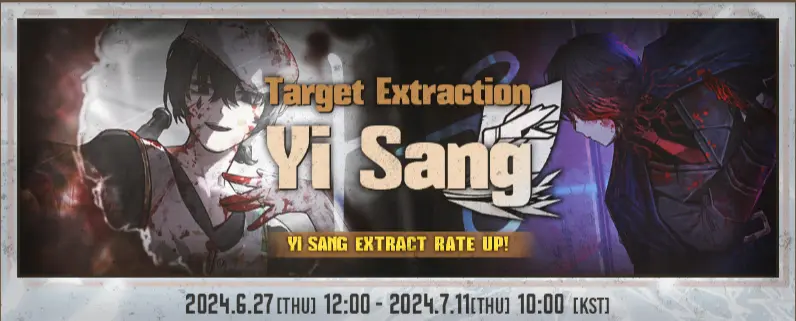 Target Extraction
Yi Sang
YI SANG EXTRACT RATE UP!
2024.6.27[THU] 12:00 - 2024.7.11[THU] 10:00 [KST]